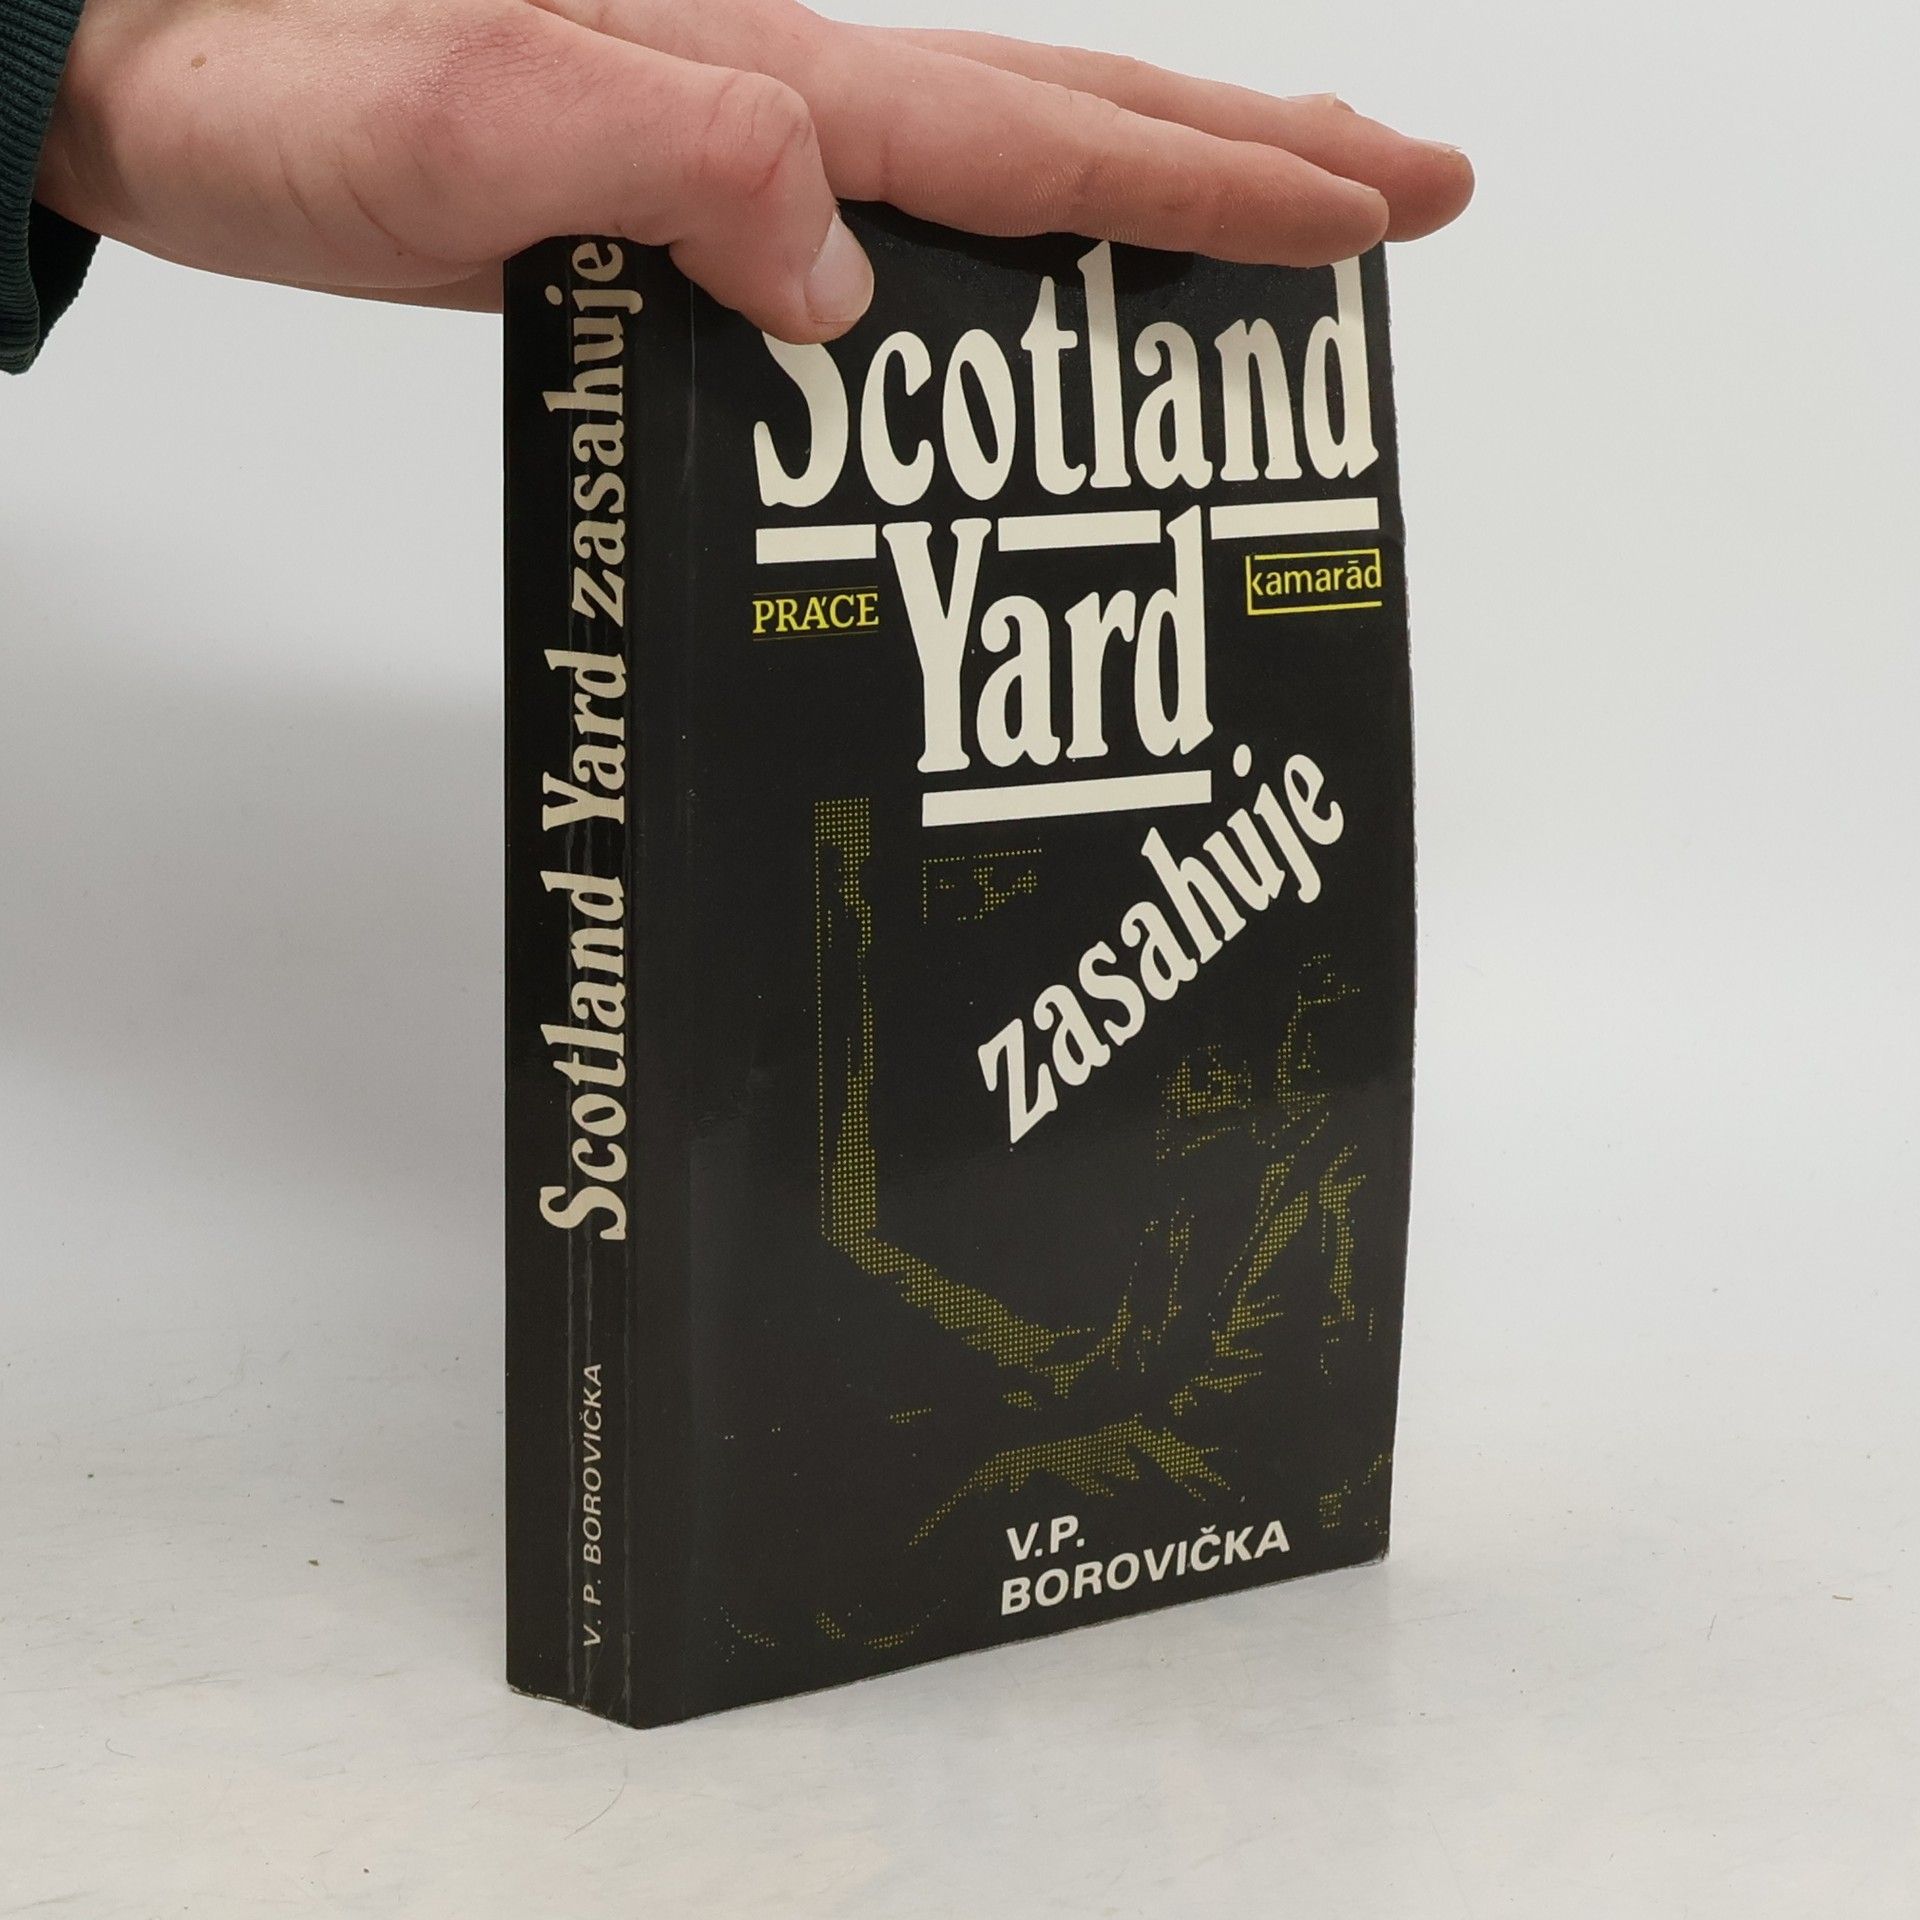 Scotland Yard zasahuje
V. P. BOROVIČKA
Scotland
Yard
PRÁCE
kamarád
zasahuje
V.P.
BOROVIČKA